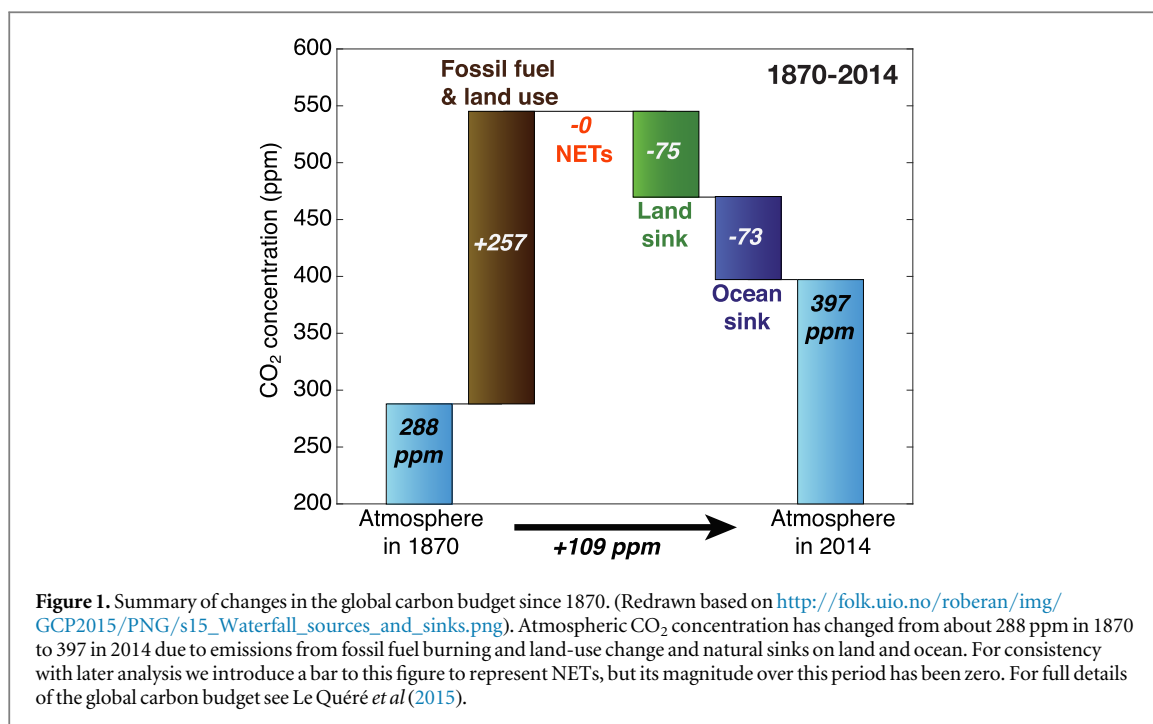 1870-2014
Fossil fuel
& land use
-0
NETs
-75
Land
sink
+257
-73
Ocean
sink
288
ppm
397
ppm
CO₂ concentration (ppm)
600
550
500
450
400
350
300
250
200
Atmosphere
in 1870
+109 ppm
Atmosphere
in 2014
Figure 1. Summary of changes in the global carbon budget since 1870. (Redrawn based on http://folk.uio.no/roberan/img/
GCP2015/PNG/s15_Waterfall_sources_and_sinks.png). Atmospheric CO₂ concentration has changed from about 288 ppm in 1870
to 397 in 2014 due to emissions from fossil fuel burning and land-use change and natural sinks on land and ocean. For consistency
with later analysis we introduce a bar to this figure to represent NETs, but its magnitude over this period has been zero. For full details
of the global carbon budget see Le Quéré et al (2015).